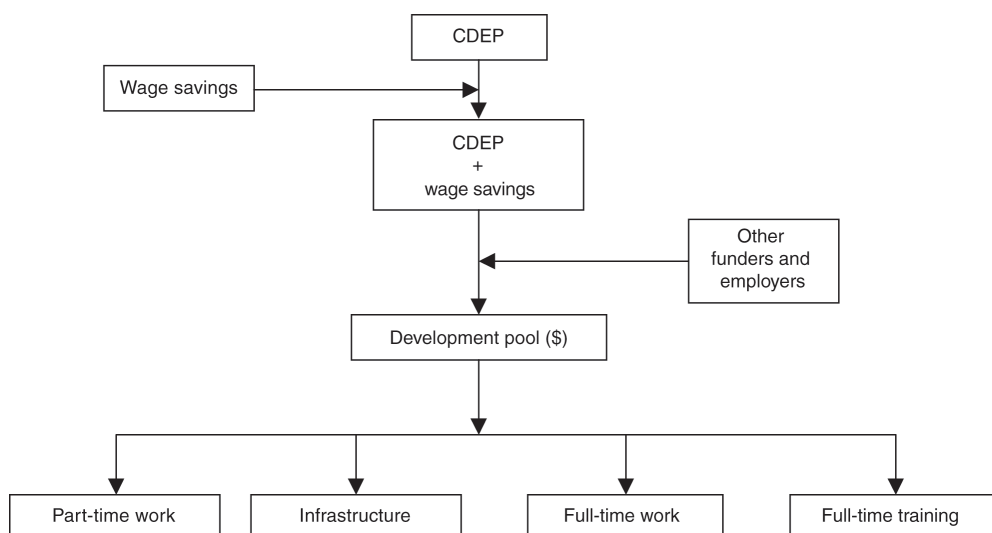 CDEP
Wage savings
CDEP
+
wage savings
Other
funders and
employers
Development pool ($)
Part-time work
Infrastructure
Full-time work
Full-time training